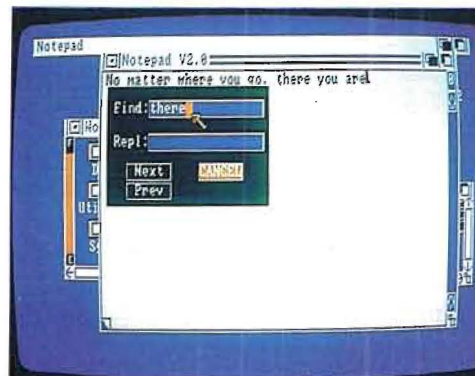 Notepad
Notepad V2.0
No matter where you go, there you are
Find:there
Repl:
Next
CANCEL
Prev